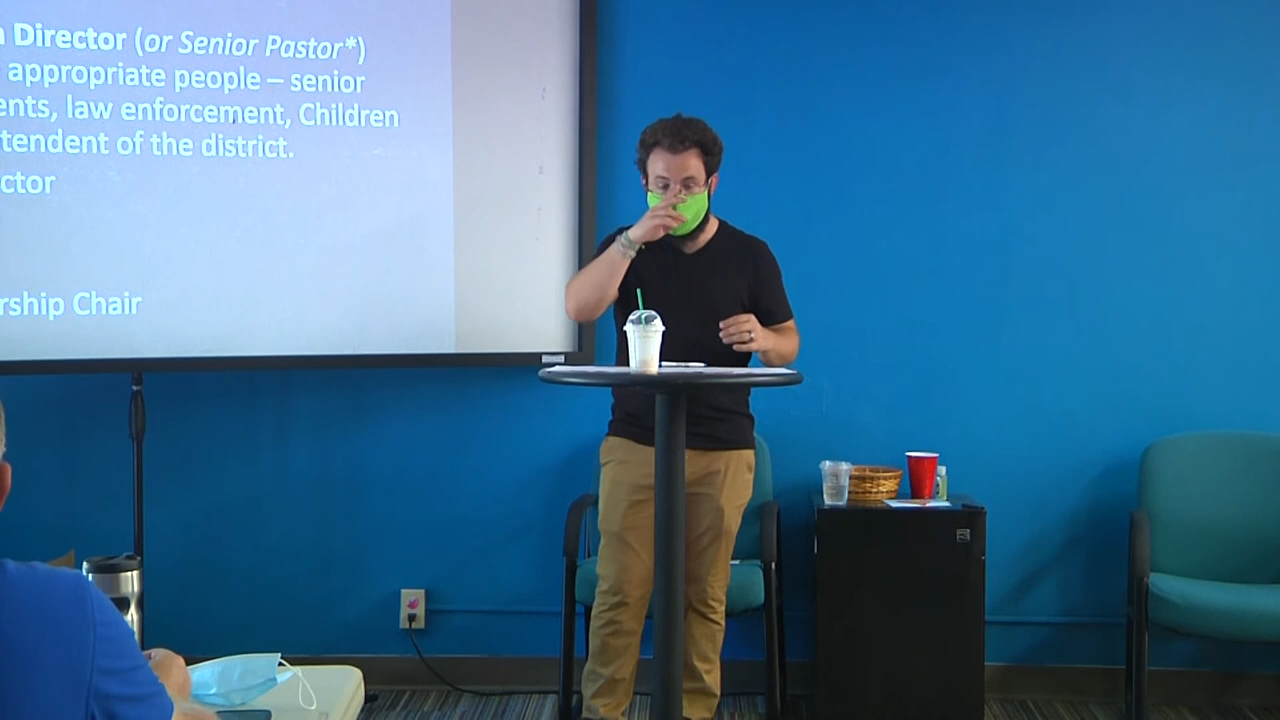 Director (or Senior Pastor*)
appropriate people – senior
ents, law enforcement, Children
tendent of the district.
ctor
rship Chair